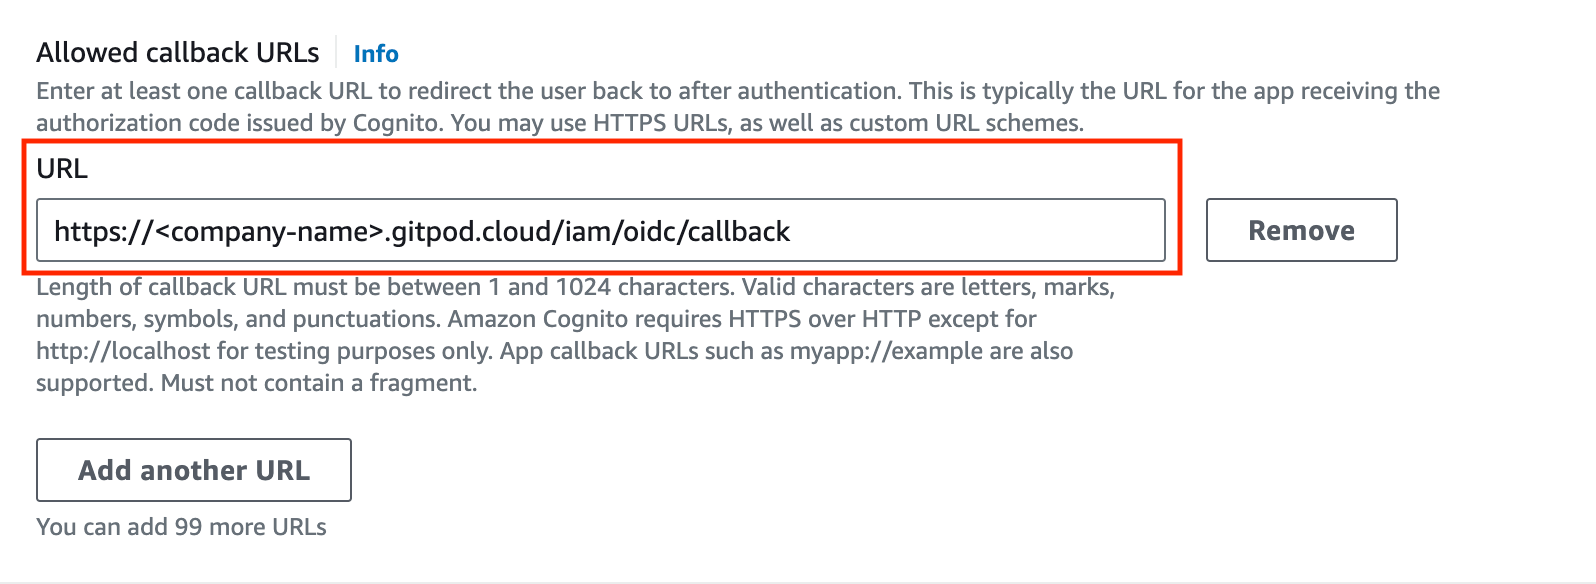 Allowed callback URLs Info
Enter at least one callback URL to redirect the user back to after authentication. This is typically the URL for the app receiving the
authorization code issued by Cognito. You may use HTTPS URLs, as well as custom URL schemes.
URL
https://<company-name>.gitpod.cloud/iam/oidc/callback
Remove
Length of callback URL must be between 1 and 1024 characters. Valid characters are letters, marks,
numbers, symbols, and punctuations. Amazon Cognito requires HTTPS over HTTP except for
http://localhost for testing purposes only. App callback URLs such as myapp://example are also
supported. Must not contain a fragment.
Add another URL
You can add 99 more URLs